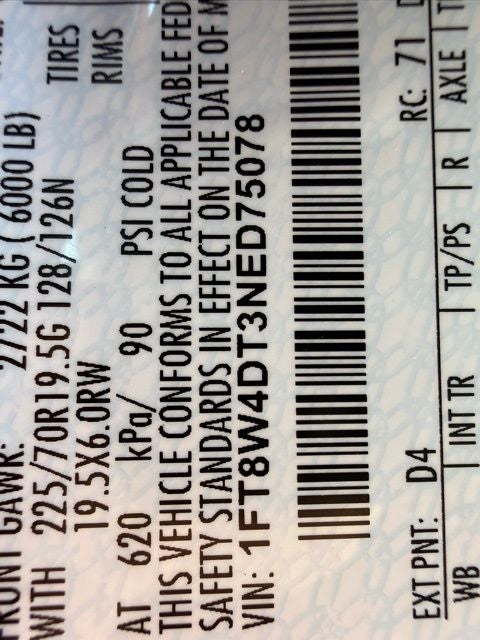 FRONT GAWR: 2722 KG ( 6000 LB)
WITH 225/70R19.5G 128/126N TIRES
19.5X6.0RW RIMS
AT 620 kPa/ 90 PSI COLD
THIS VEHICLE CONFORMS TO ALL APPLICABLE FED
SAFETY STANDARDS IN EFFECT ON THE DATE OF M
VIN: 1FT8W4DT3NED75078
EXT PNT: D4 RC: 71
WB INT TR TP/PS R AXLE